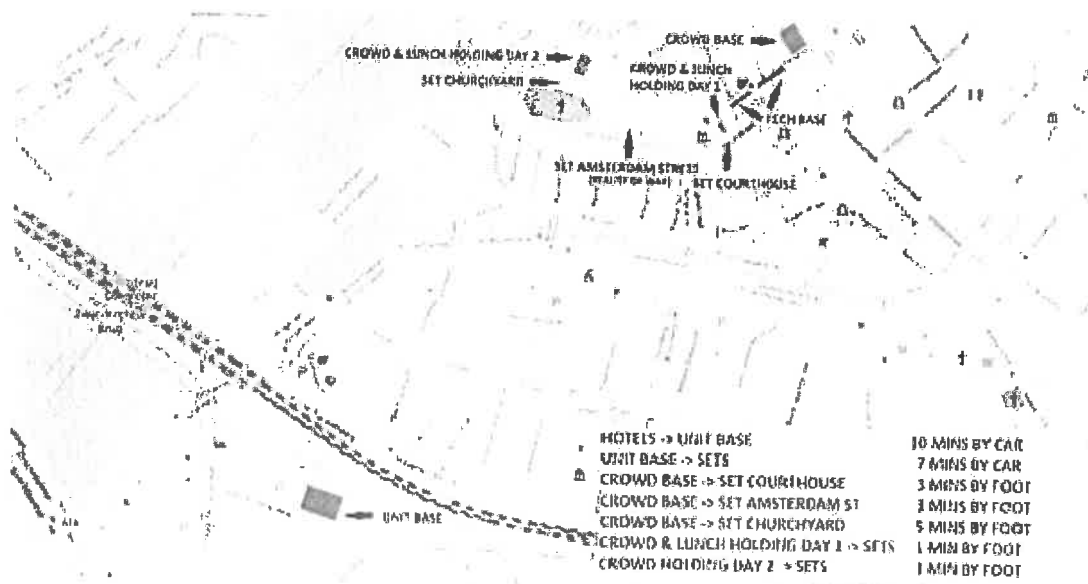 CROWD BASE
CROWD & LUNCH HOLDING DAY 2
SET CHURCHYARD
CROWD & LUNCH
HOLDING DAY 1
TECH BASE
SET AMSTERDAM STREET
SET COURTHOUSE
UNIT BASE
HOTELS -> UNIT BASE 10 MINS BY CAR
UNIT BASE -> SETS 7 MINS BY CAR
CROWD BASE -> SET COURTHOUSE 3 MINS BY FOOT
CROWD BASE -> SET AMSTERDAM ST 3 MINS BY FOOT
CROWD BASE -> SET CHURCHYARD 5 MINS BY FOOT
CROWD & LUNCH HOLDING DAY 1 -> SETS 1 MIN BY FOOT
CROWD HOLDING DAY 2 -> SETS 1 MIN BY FOOT